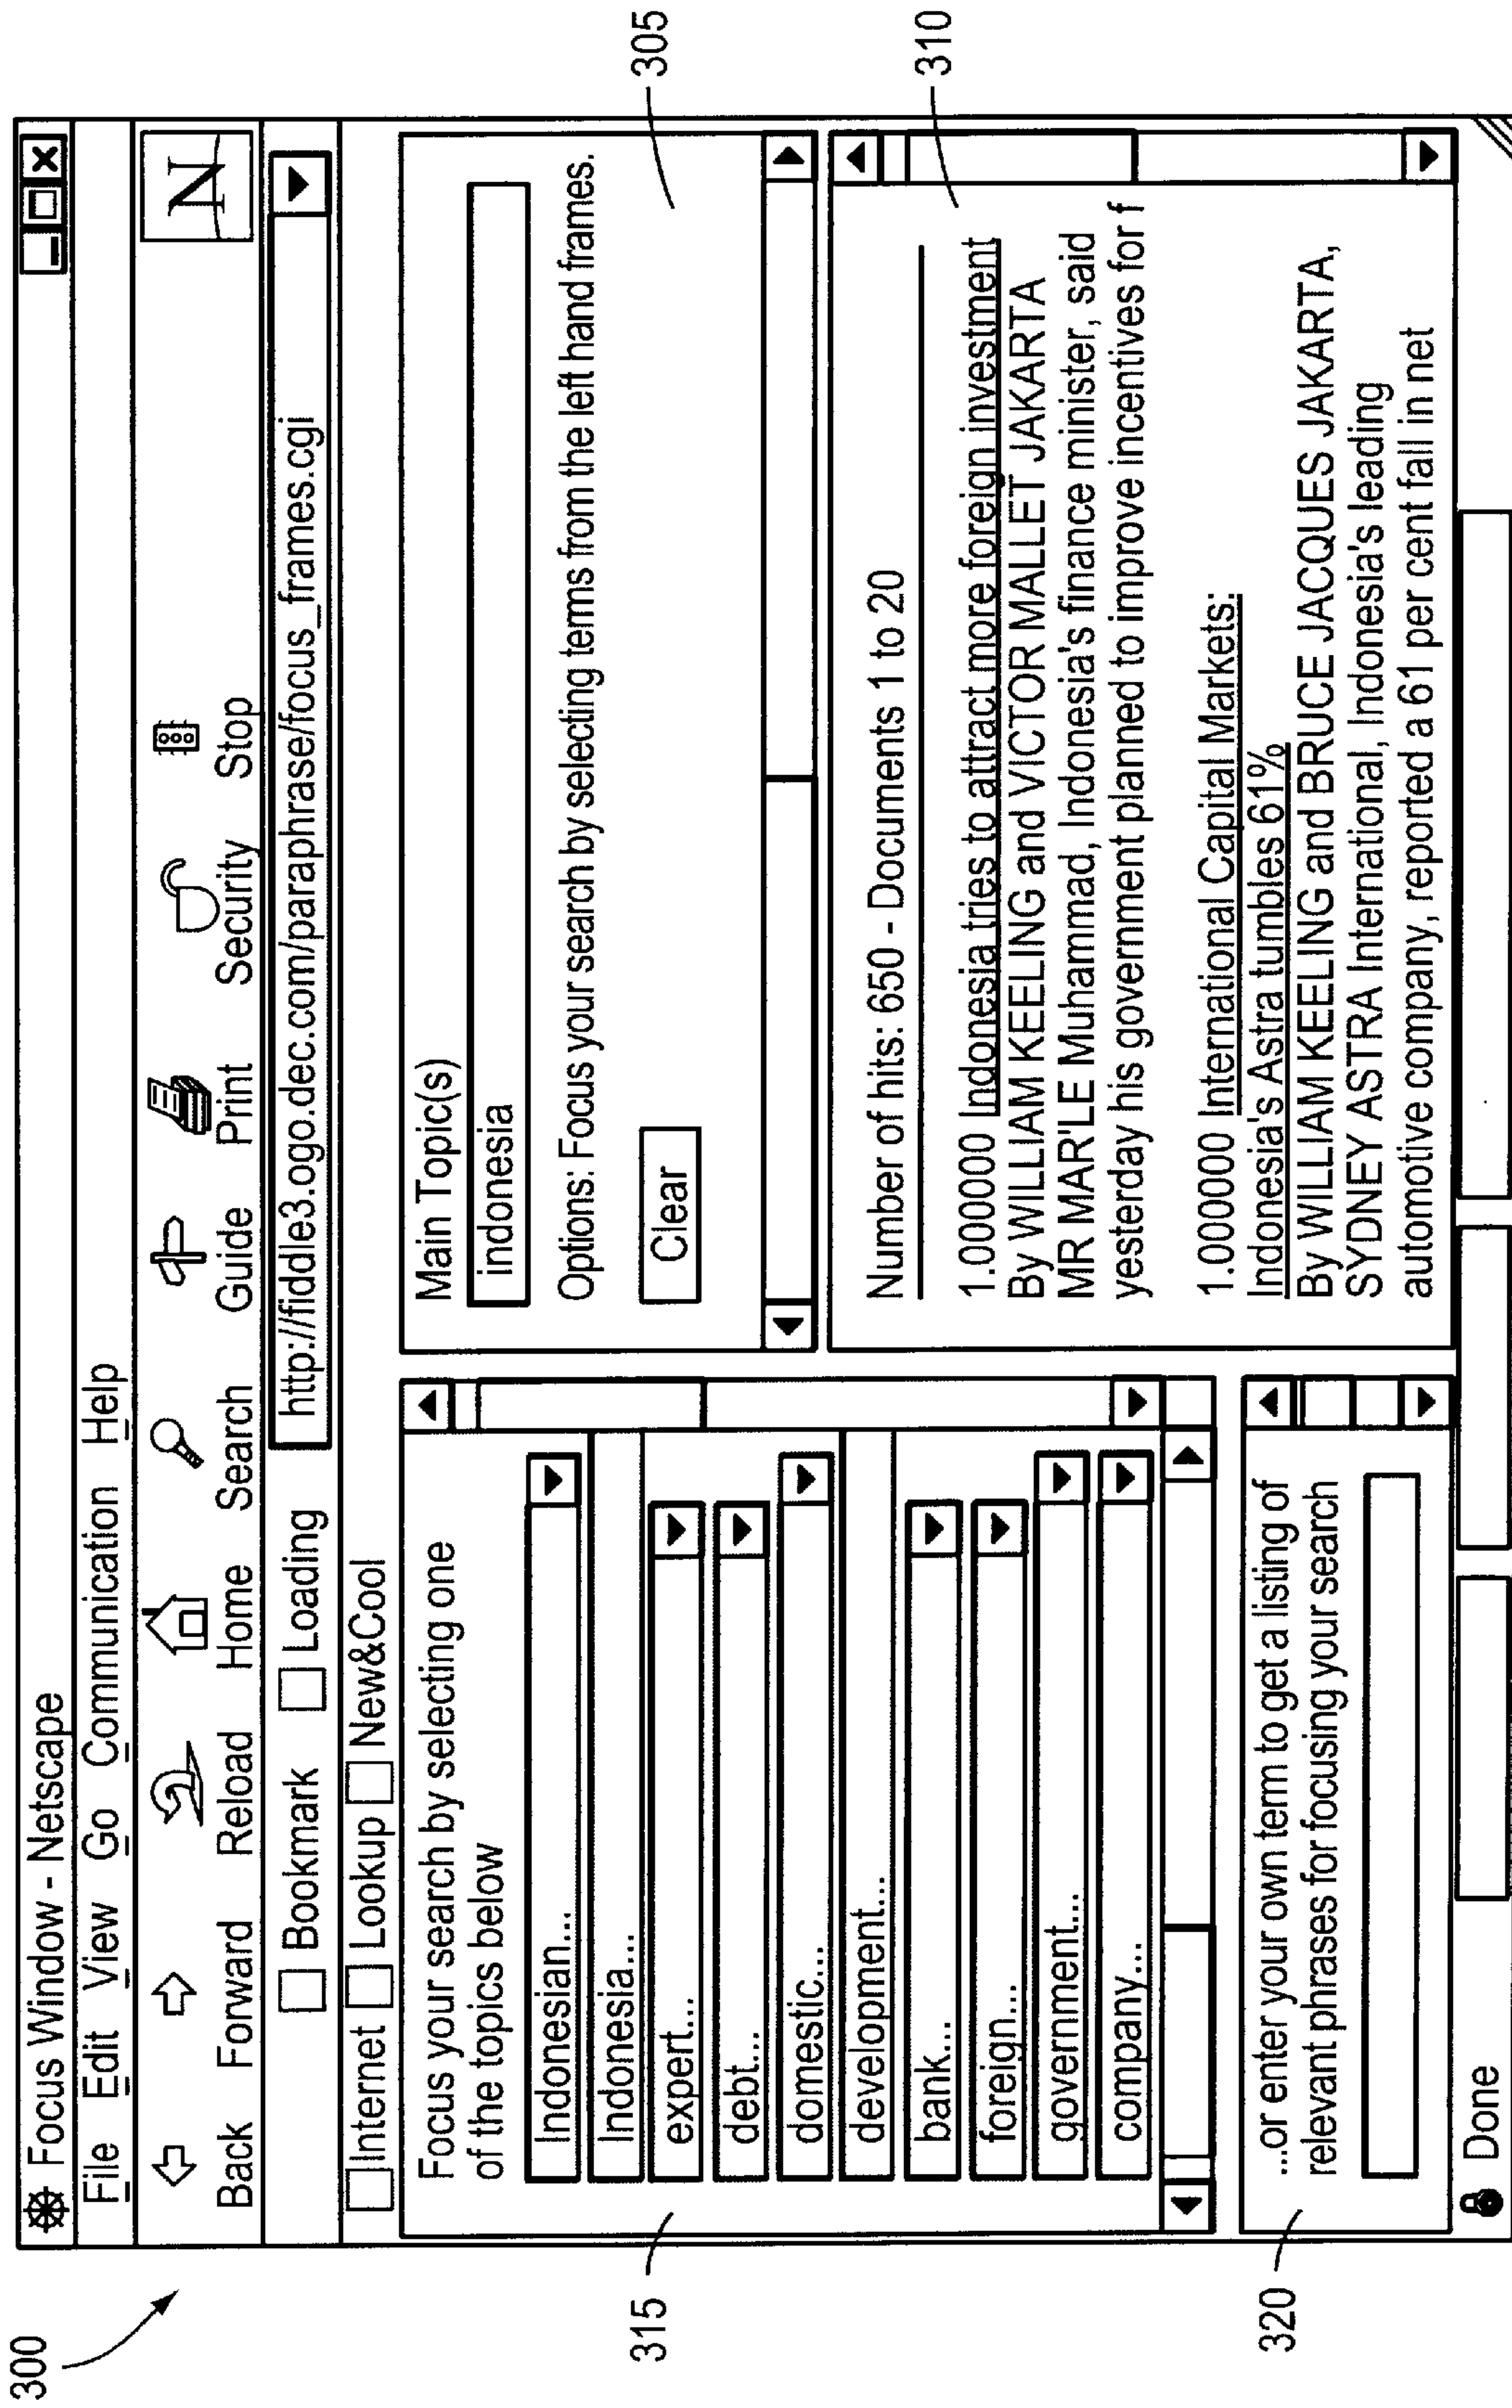 300
Focus Window - Netscape
File Edit View Go Communication Help
Back Forward Reload Home Search Guide Print Security Stop
N
Bookmark Loading http://fiddle3.ogo.dec.com/paraphrase/focus_frames.cgi
Internet Lookup New&Cool
Focus your search by selecting one
of the topics below
Indonesian...
Indonesia...
expert...
debt...
domestic...
development...
bank...
foreign...
government...
company...
315
...or enter your own term to get a listing of
relevant phrases for focusing your search
320
Main Topic(s)
indonesia
Options: Focus your search by selecting terms from the left hand frames.
Clear
305
Number of hits: 650 - Documents 1 to 20
1.000000 Indonesia tries to attract more foreign investment
By WILLIAM KEELING and VICTOR MALLET JAKARTA
MR MAR'LE Muhammad, Indonesia's finance minister, said
yesterday his government planned to improve incentives for f
1.000000 International Capital Markets:
Indonesia's Astra tumbles 61%
By WILLIAM KEELING and BRUCE JACQUES JAKARTA,
SYDNEY ASTRA International, Indonesia's leading
automotive company, reported a 61 per cent fall in net
310
Done